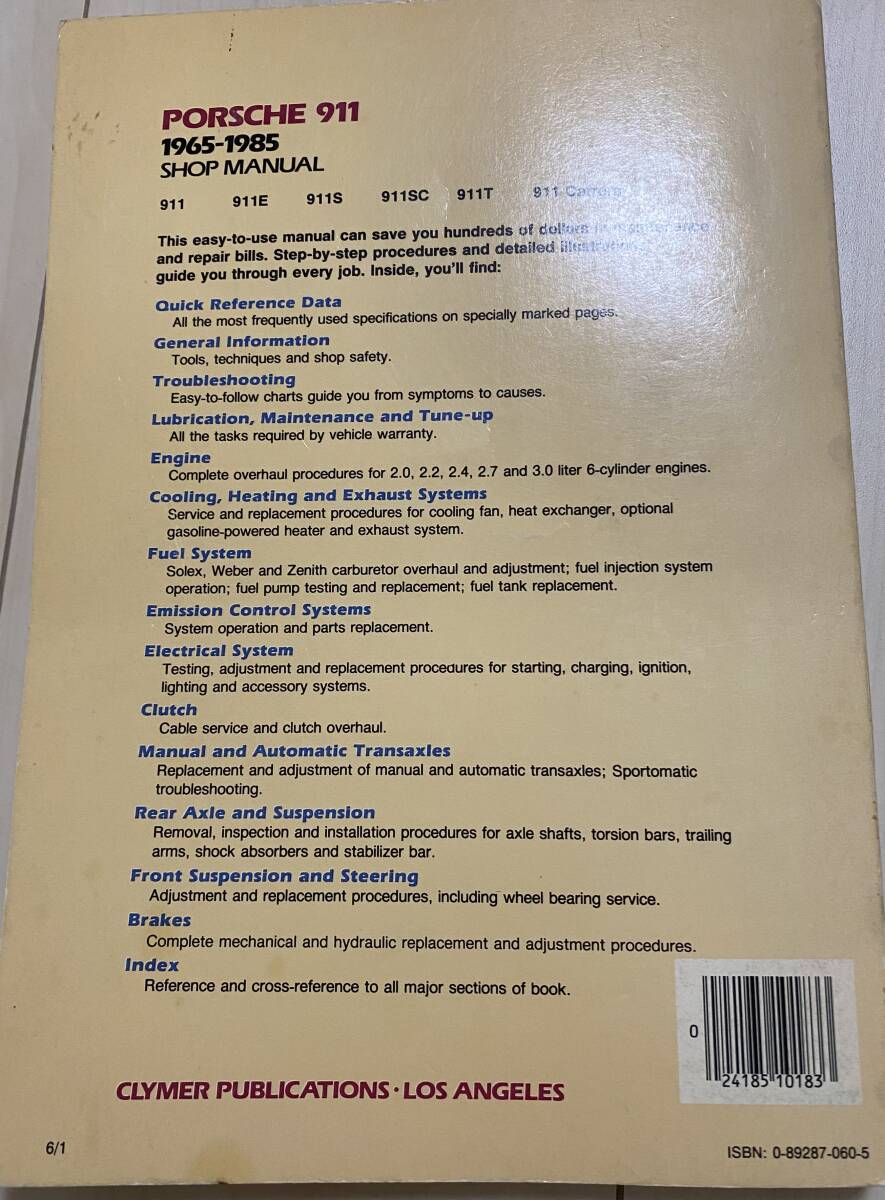 PORSCHE 911
1965-1985
SHOP MANUAL
911 911E 911S 911SC 911T 911 Carrera
This easy-to-use manual can save you hundreds of dollars in maintenance
and repair bills. Step-by-step procedures and detailed illustrations
guide you through every job. Inside, you'll find:
Quick Reference Data
All the most frequently used specifications on specially marked pages.
General Information
Tools, techniques and shop safety.
Troubleshooting
Easy-to-follow charts guide you from symptoms to causes.
Lubrication, Maintenance and Tune-up
All the tasks required by vehicle warranty.
Engine
Complete overhaul procedures for 2.0, 2.2, 2.4, 2.7 and 3.0 liter 6-cylinder engines.
Cooling, Heating and Exhaust Systems
Service and replacement procedures for cooling fan, heat exchanger, optional
gasoline-powered heater and exhaust system.
Fuel System
Solex, Weber and Zenith carburetor overhaul and adjustment; fuel injection system
operation; fuel pump testing and replacement; fuel tank replacement.
Emission Control Systems
System operation and parts replacement.
Electrical System
Testing, adjustment and replacement procedures for starting, charging, ignition,
lighting and accessory systems.
Clutch
Cable service and clutch overhaul.
Manual and Automatic Transaxles
Replacement and adjustment of manual and automatic transaxles; Sportomatic
troubleshooting.
Rear Axle and Suspension
Removal, inspection and installation procedures for axle shafts, torsion bars, trailing
arms, shock absorbers and stabilizer bar.
Front Suspension and Steering
Adjustment and replacement procedures, including wheel bearing service.
Brakes
Complete mechanical and hydraulic replacement and adjustment procedures.
Index
Reference and cross-reference to all major sections of book.
0 24185 10183
CLYMER PUBLICATIONS · LOS ANGELES
6/1
ISBN: 0-89287-060-5